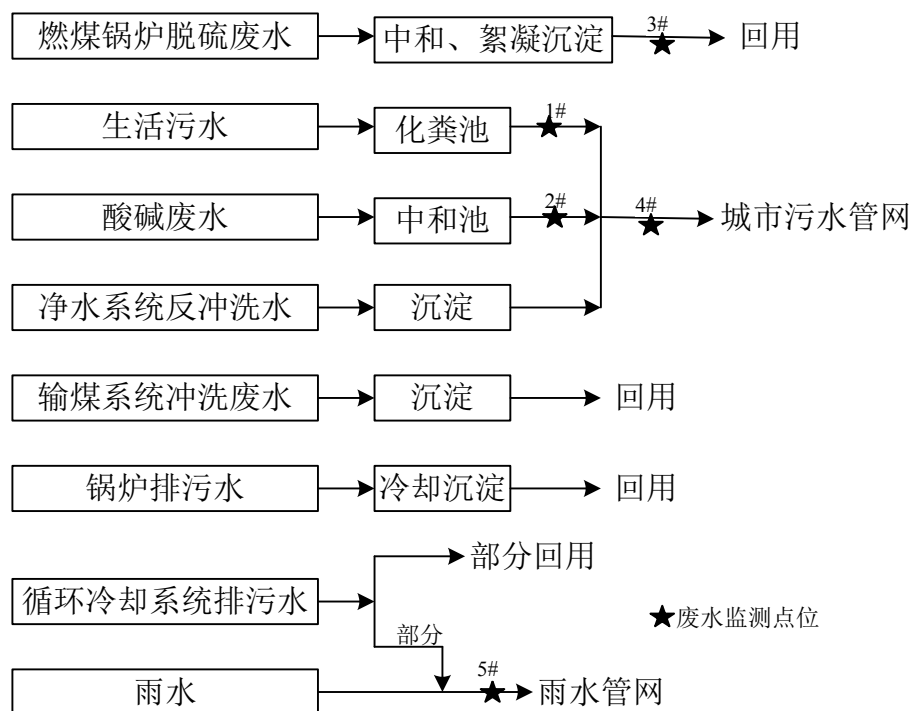 燃煤锅炉脱硫废水 中和、絮凝沉淀 3# 回用
生活污水 化粪池 1#
酸碱废水 中和池 2# 4# 城市污水管网
净水系统反冲洗水 沉淀
输煤系统冲洗废水 沉淀 回用
锅炉排污水 冷却沉淀 回用
部分回用
循环冷却系统排污水 ★废水监测点位
部分
雨水 5# 雨水管网